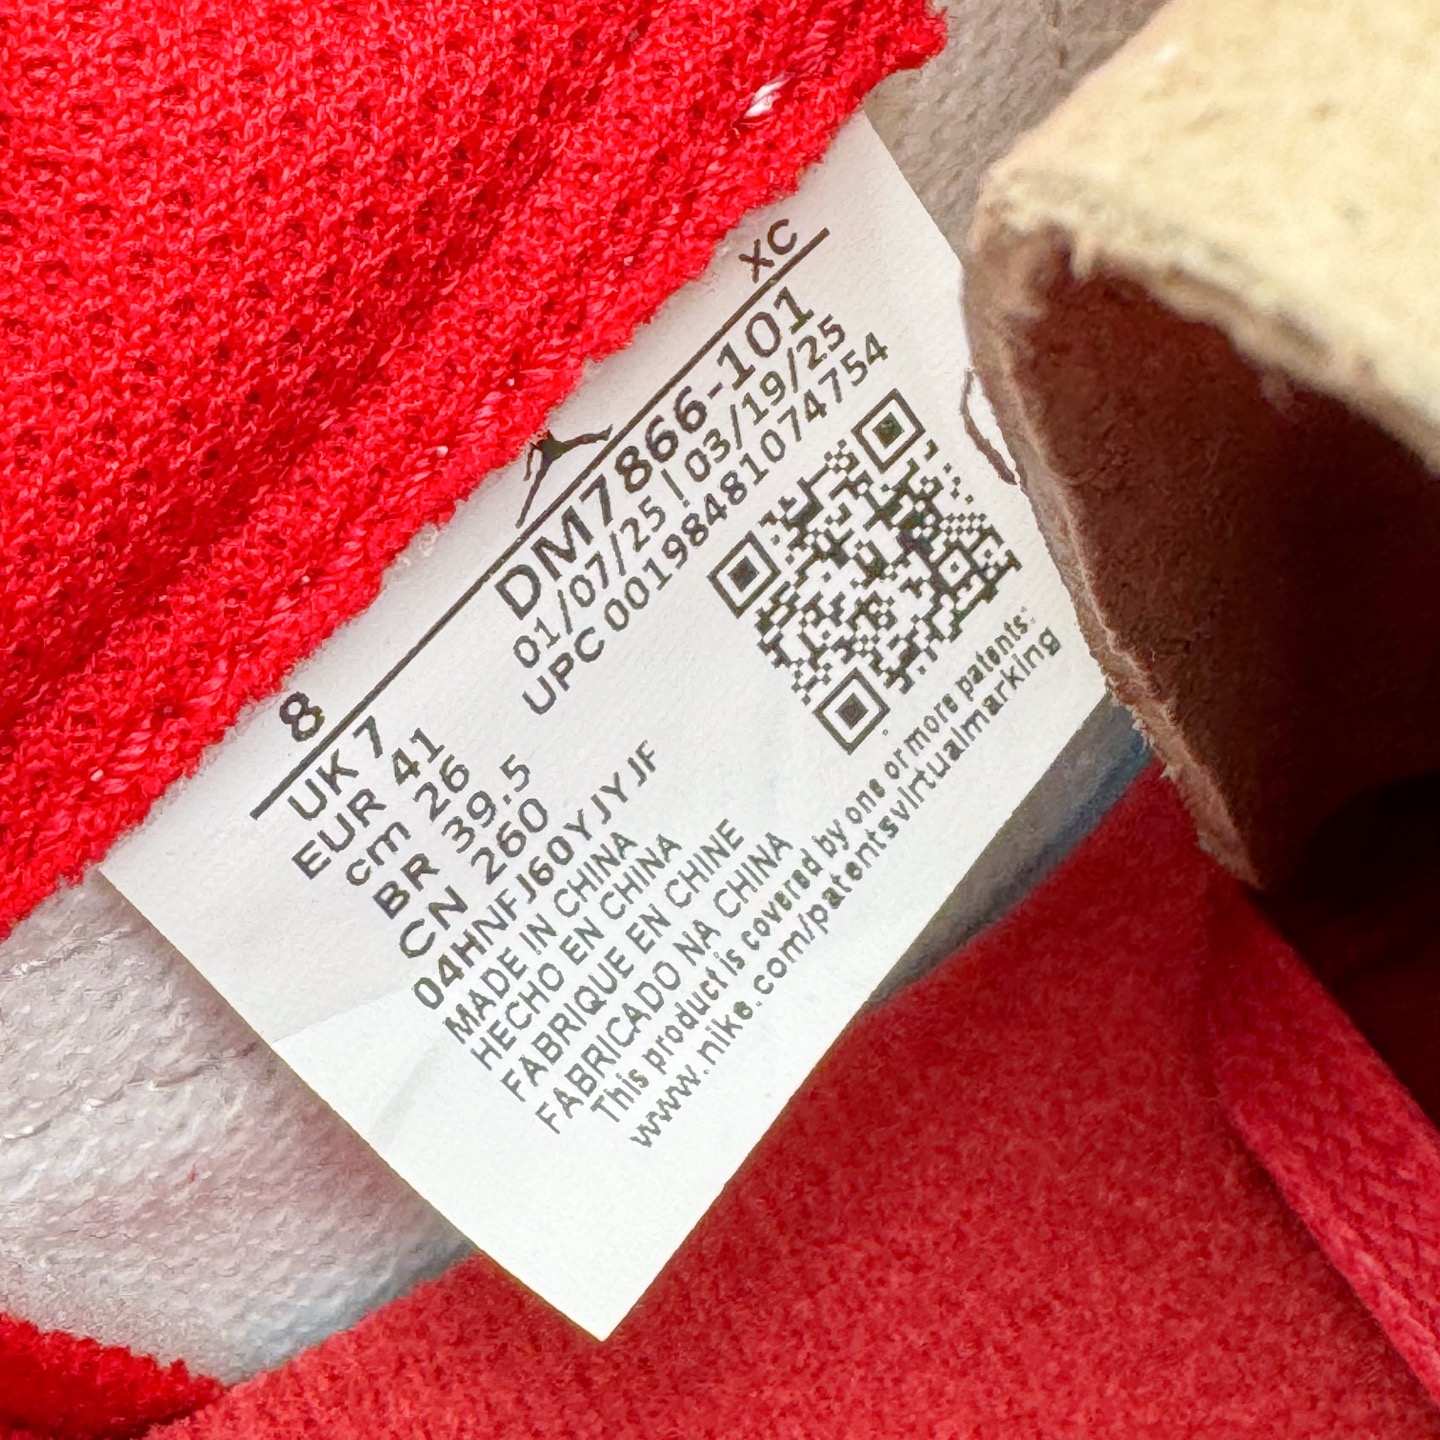 8 XC
UK 7
EUR 41
cm 26
BR 39.5
CN 260
04HNFJ60YJYJF
MADE IN CHINA
HECHO EN CHINA
FABRIQUE EN CHINE
FABRICADO NA CHINA
This product is covered by one or more patents:
www.nike.com/patentsvirtualmarking
DM7866-101
01/07/25 | 03/19/25
UPC 00198481074754